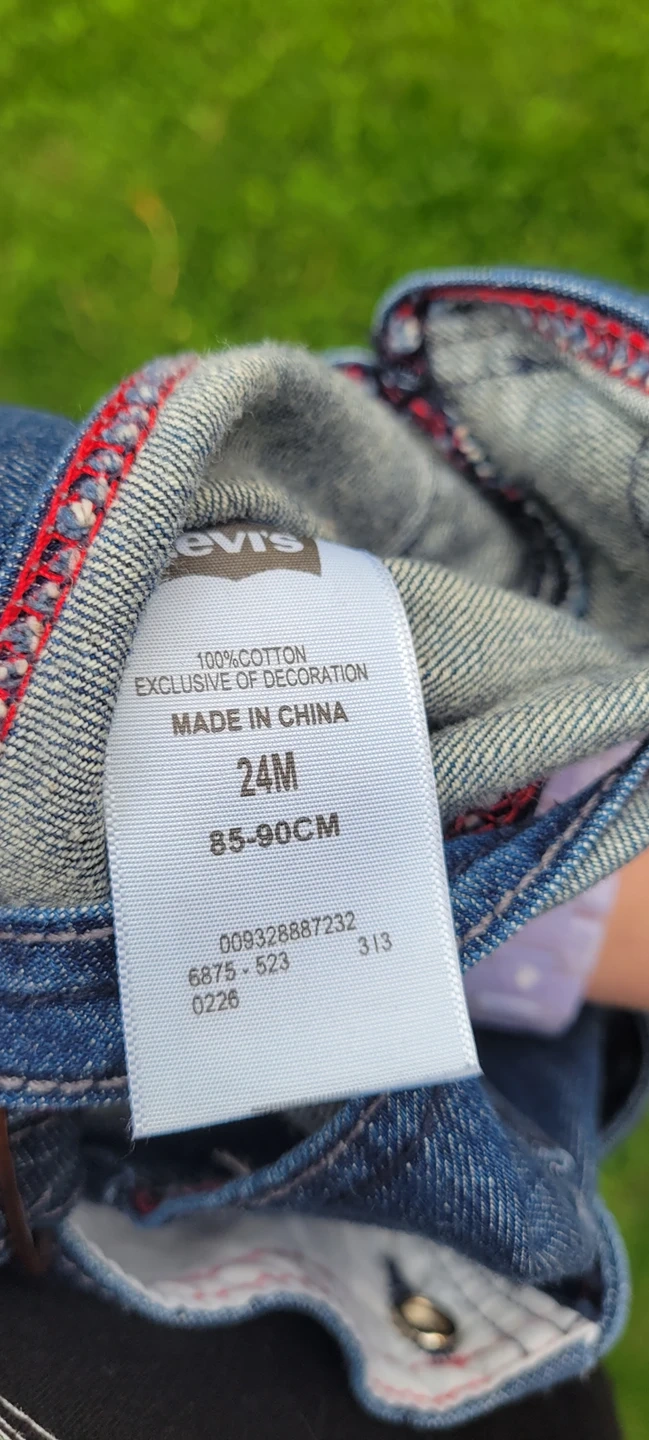 evi's
100%COTTON
EXCLUSIVE OF DECORATION
MADE IN CHINA
24M
85-90CM
009328887232
6875 - 523 313
0226